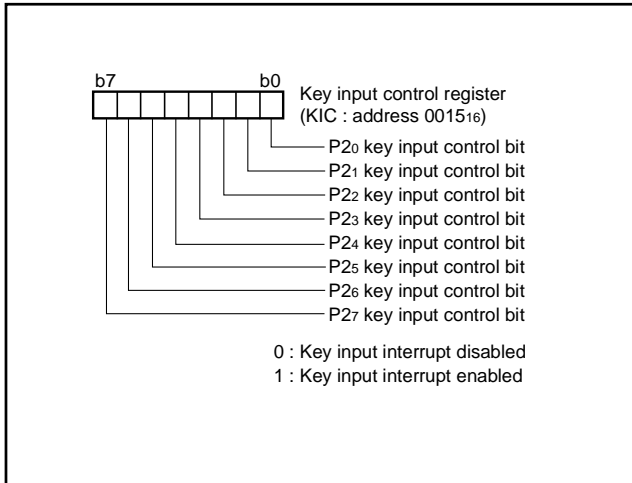 b7 b0
Key input control register
(KIC : address 001516)
P20 key input control bit
P21 key input control bit
P22 key input control bit
P23 key input control bit
P24 key input control bit
P25 key input control bit
P26 key input control bit
P27 key input control bit
0 : Key input interrupt disabled
1 : Key input interrupt enabled